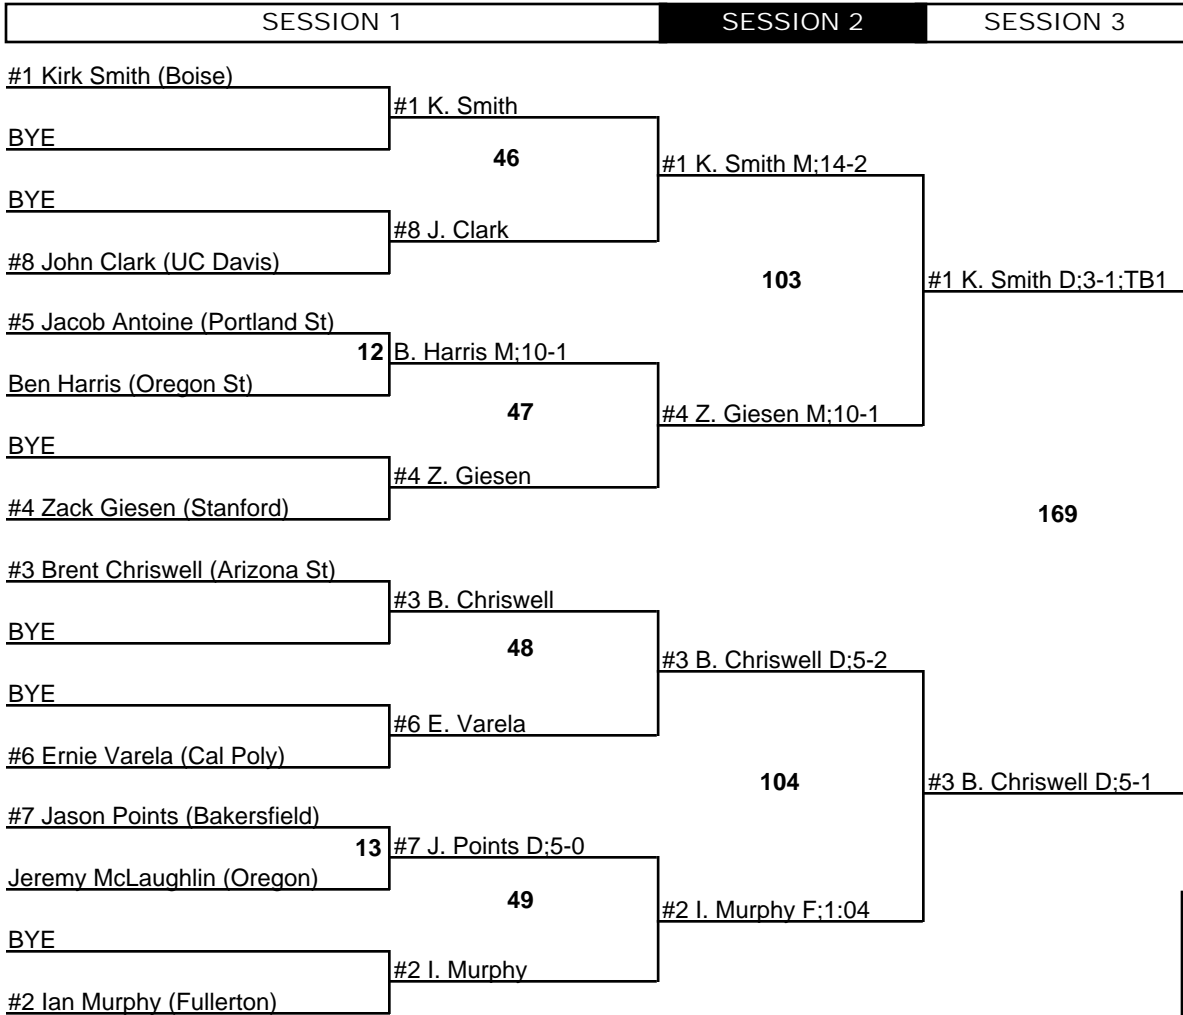 SESSION 1 SESSION 2 SESSION 3
#1 Kirk Smith (Boise)
#1 K. Smith
BYE
46
#1 K. Smith M;14-2
BYE
#8 J. Clark
#8 John Clark (UC Davis)
103
#1 K. Smith D;3-1;TB1
#5 Jacob Antoine (Portland St)
12 B. Harris M;10-1
Ben Harris (Oregon St)
47
#4 Z. Giesen M;10-1
BYE
#4 Z. Giesen
#4 Zack Giesen (Stanford)
169
#3 Brent Chriswell (Arizona St)
#3 B. Chriswell
BYE
48
#3 B. Chriswell D;5-2
BYE
#6 E. Varela
#6 Ernie Varela (Cal Poly)
104
#3 B. Chriswell D;5-1
#7 Jason Points (Bakersfield)
13 #7 J. Points D;5-0
Jeremy McLaughlin (Oregon)
49
#2 I. Murphy F;1:04
BYE
#2 I. Murphy
#2 Ian Murphy (Fullerton)